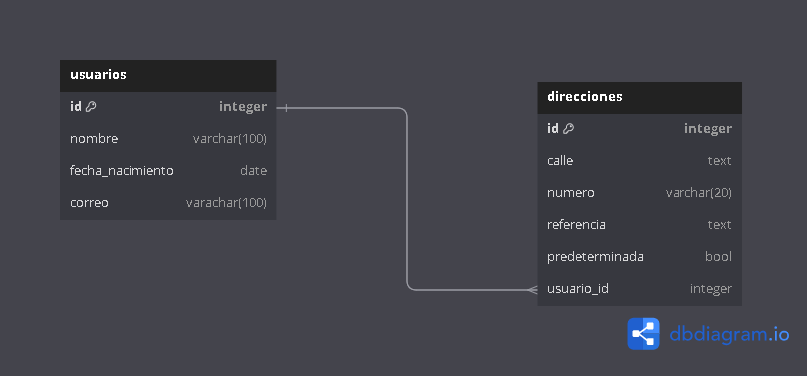 usuarios
id integer
nombre varchar(100)
fecha_nacimiento date
correo varachar(100)
direcciones
id integer
calle text
numero varchar(20)
referencia text
predeterminada bool
usuario_id integer
dbdiagram.io